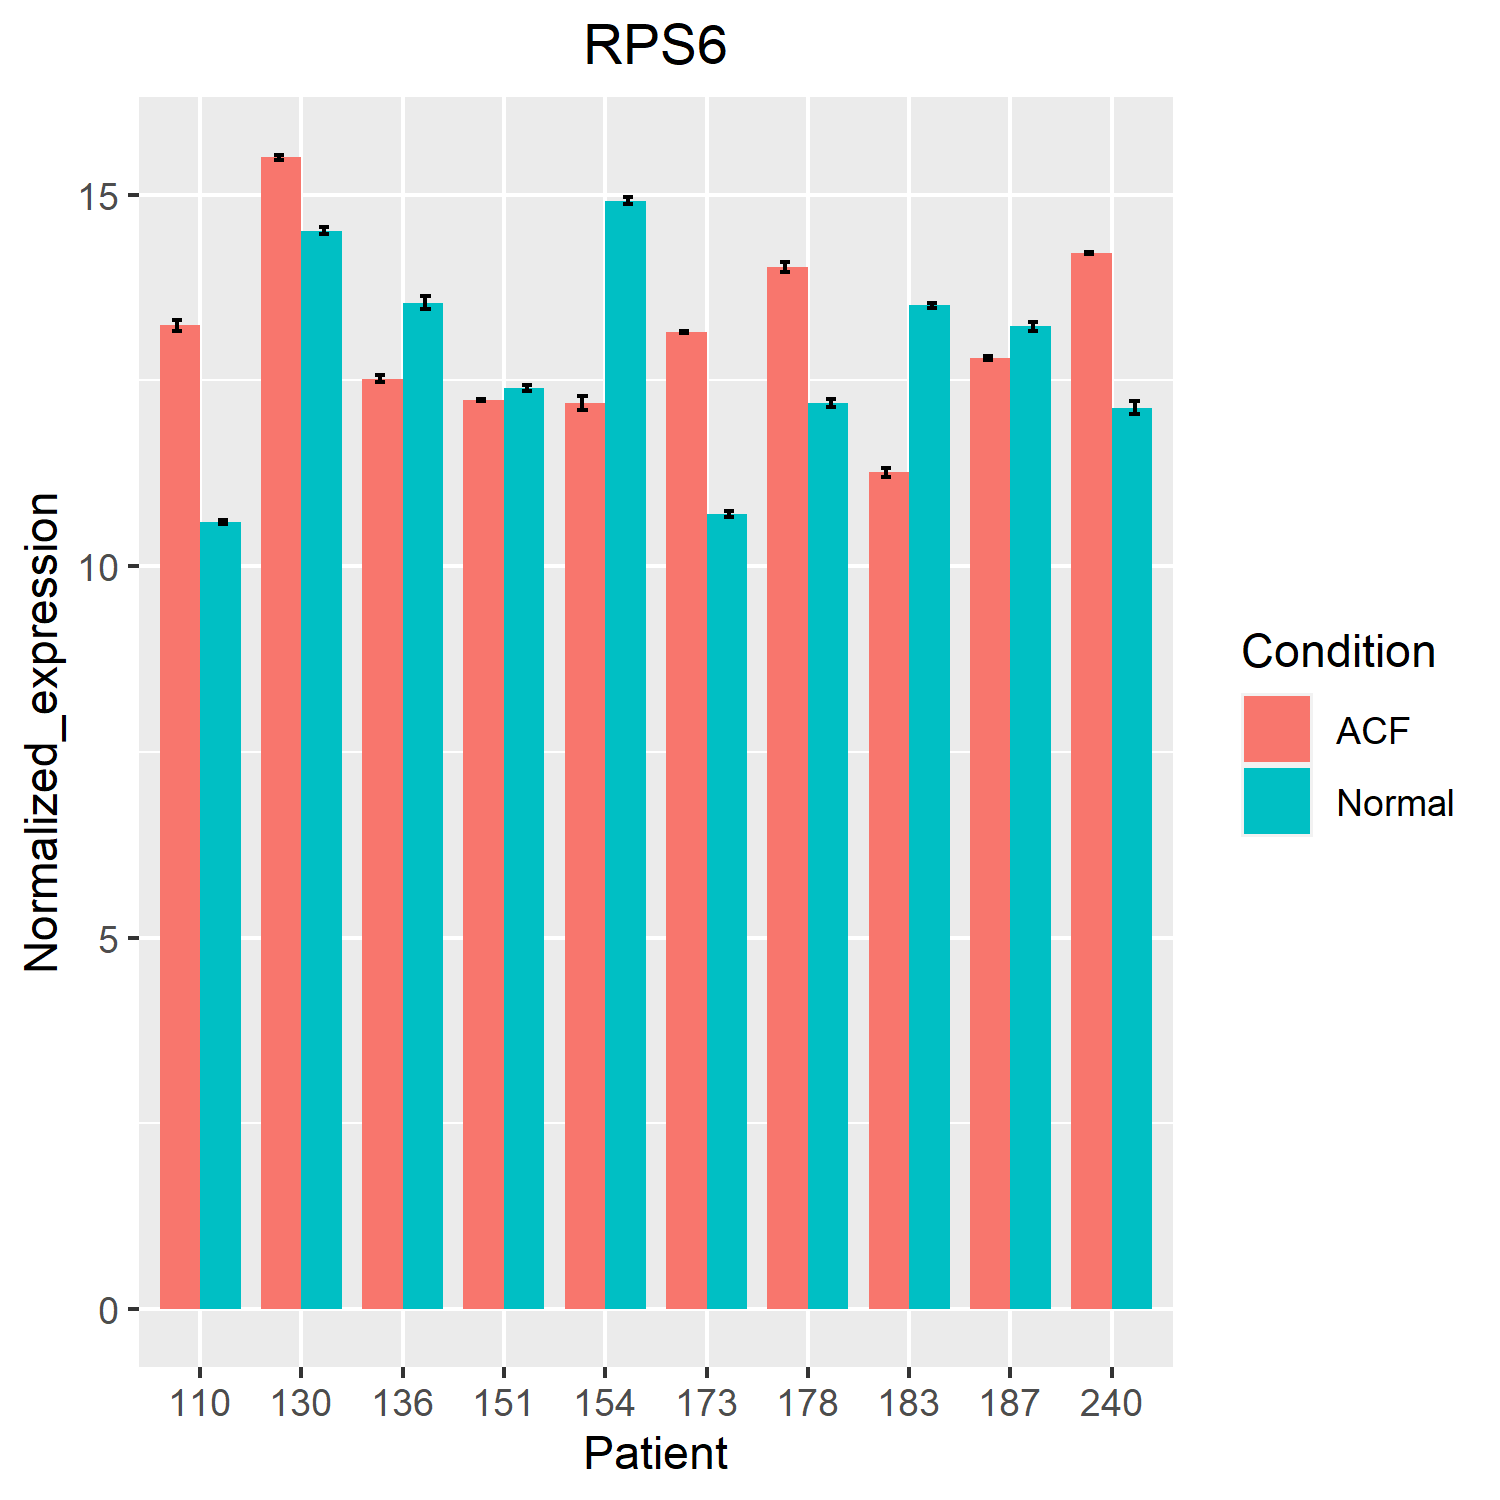 RPS6
15
10
5
0
Normalized_expression
110 130 136 151 154 173 178 183 187 240
Patient
Condition
ACF
Normal